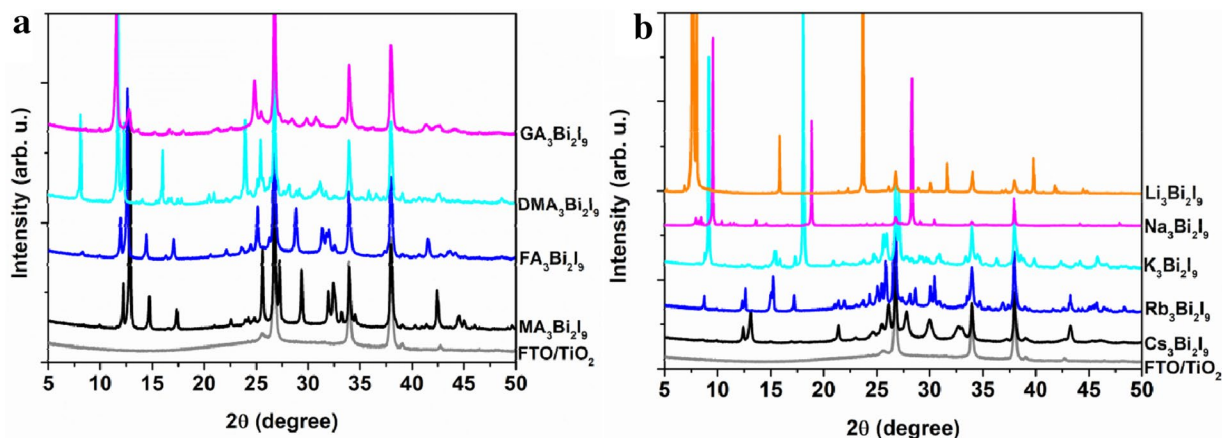 a
Intensity (arb. u.)
GA₃Bi₂I₉
DMA₃Bi₂I₉
FA₃Bi₂I₉
MA₃Bi₂I₉
FTO/TiO₂
5 10 15 20 25 30 35 40 45 50
2θ (degree)
b
Intensity (arb. u.)
Li₃Bi₂I₉
Na₃Bi₂I₉
K₃Bi₂I₉
Rb₃Bi₂I₉
Cs₃Bi₂I₉
FTO/TiO₂
5 10 15 20 25 30 35 40 45 50
2θ (degree)